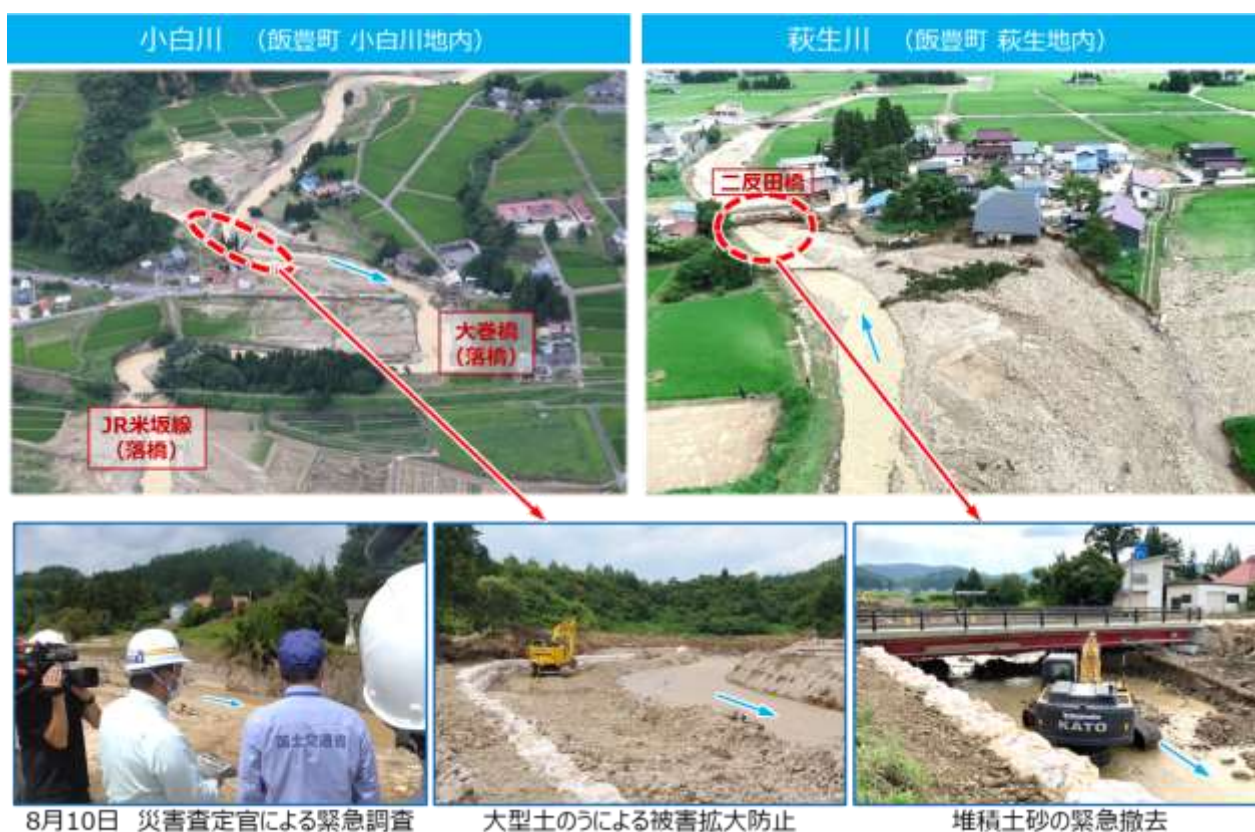 小白川 （飯豊町 小白川地内）
萩生川 （飯豊町 萩生地内）
二反田橋
大巻橋
（落橋）
JR米坂線
（落橋）
国土交通省
KATO
8月10日 災害査定官による緊急調査
大型土のうによる被害拡大防止
堆積土砂の緊急撤去